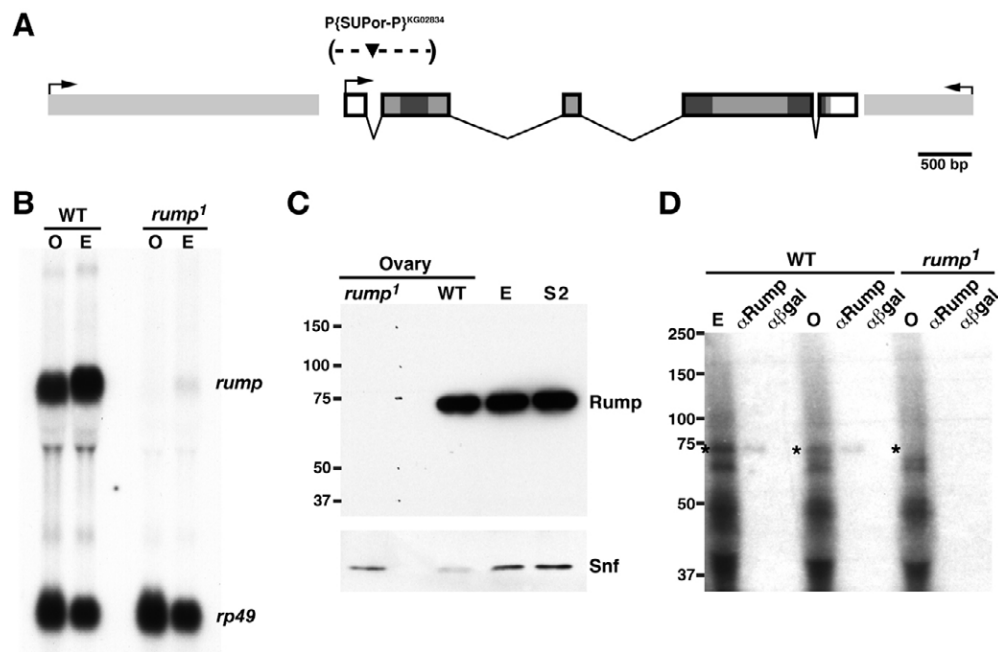 A
P{SUPor-P}KG02834
500 bp
B
WT rump1
O E O E
rump
rp49
C
Ovary
rump1 WT E S2
150
100
75
50
37
Rump
Snf
D
WT rump1
E αRump αβgal O αRump αβgal O αRump αβgal
250
150
100
75
50
37
* * *